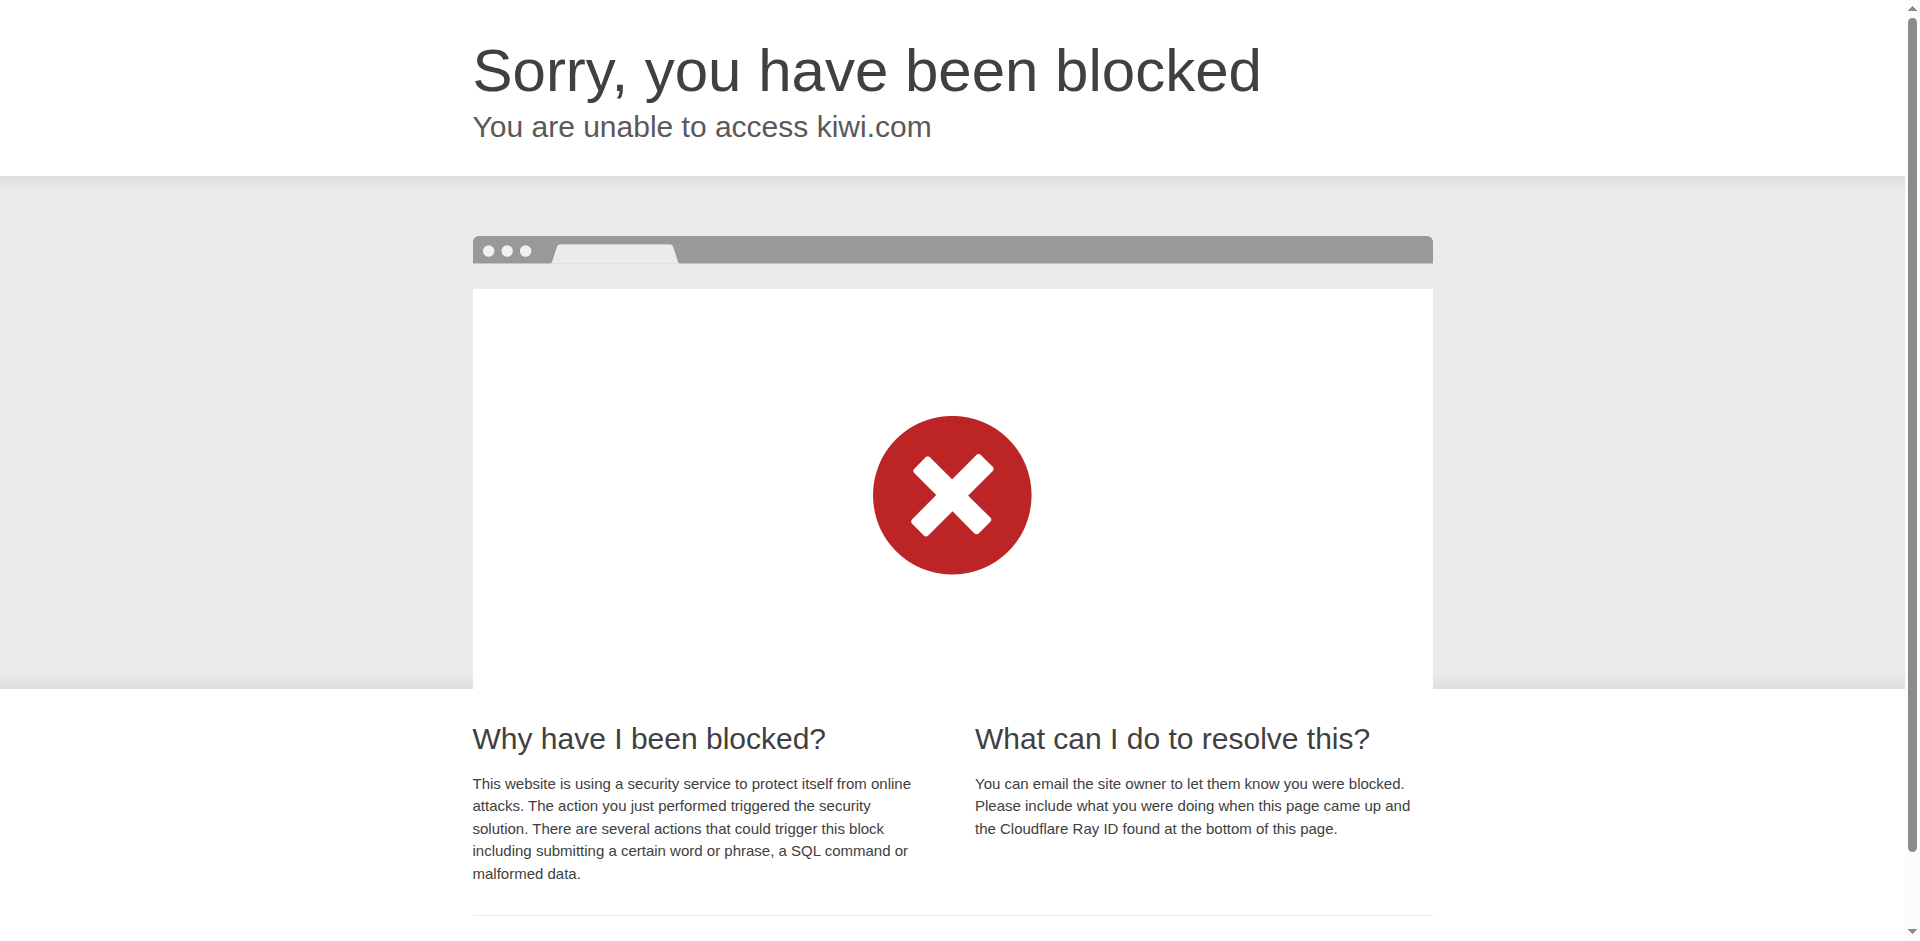 Sorry, you have been blocked
You are unable to access kiwi.com
Why have I been blocked?
This website is using a security service to protect itself from online
attacks. The action you just performed triggered the security
solution. There are several actions that could trigger this block
including submitting a certain word or phrase, a SQL command or
malformed data.
What can I do to resolve this?
You can email the site owner to let them know you were blocked.
Please include what you were doing when this page came up and
the Cloudflare Ray ID found at the bottom of this page.